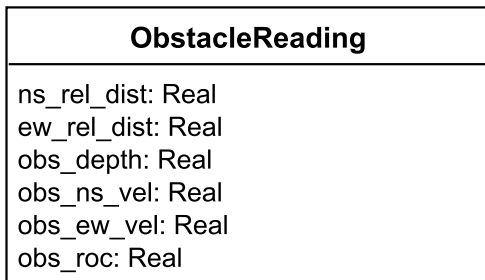 ObstacleReading
ns_rel_dist: Real
ew_rel_dist: Real
obs_depth: Real
obs_ns_vel: Real
obs_ew_vel: Real
obs_roc: Real